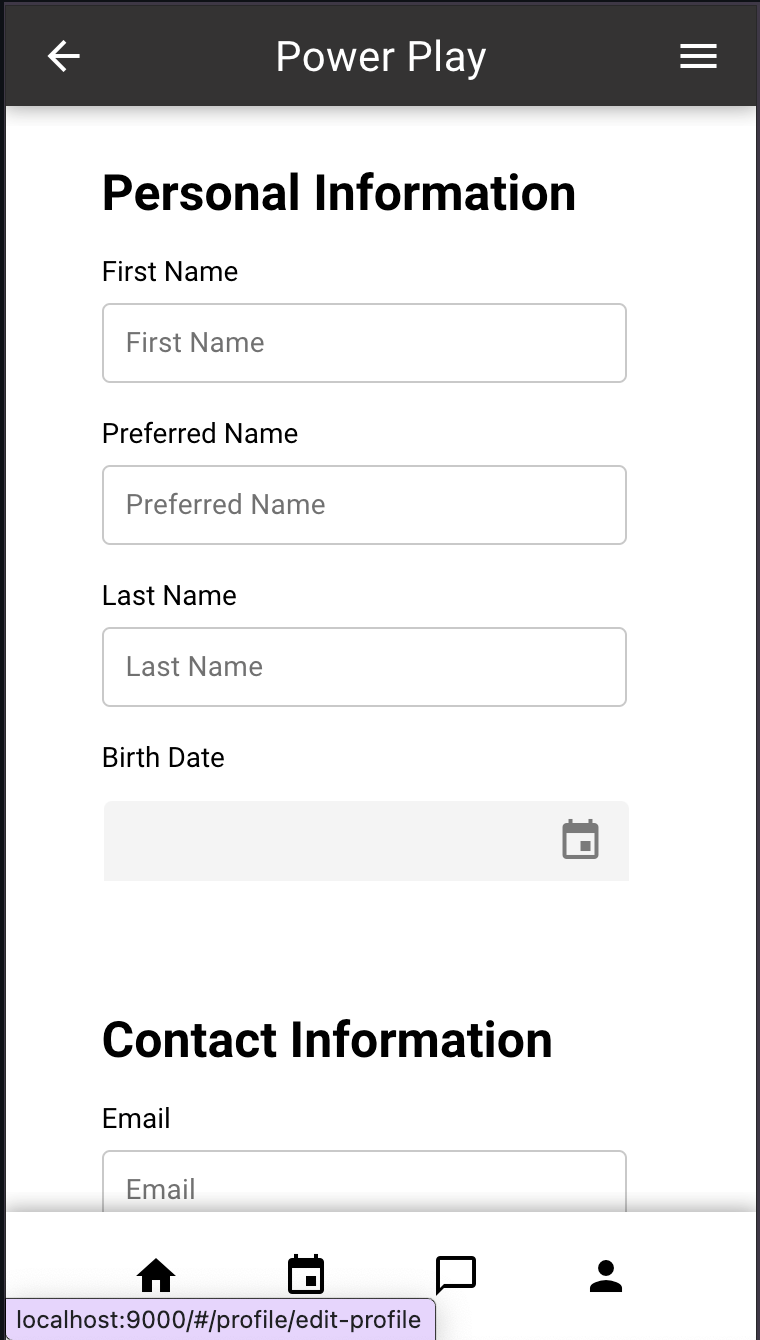 Power Play
Personal Information
First Name
First Name
Preferred Name
Preferred Name
Last Name
Last Name
Birth Date
Contact Information
Email
Email
localhost:9000/#/profile/edit-profile